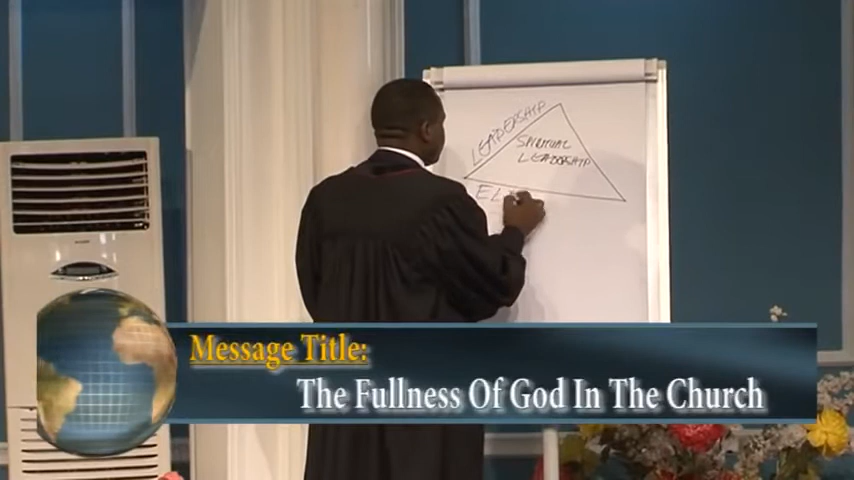 LEADERSHIP
SPIRITUAL
LEADERSHIP
Message Title:
The Fullness Of God In The Church